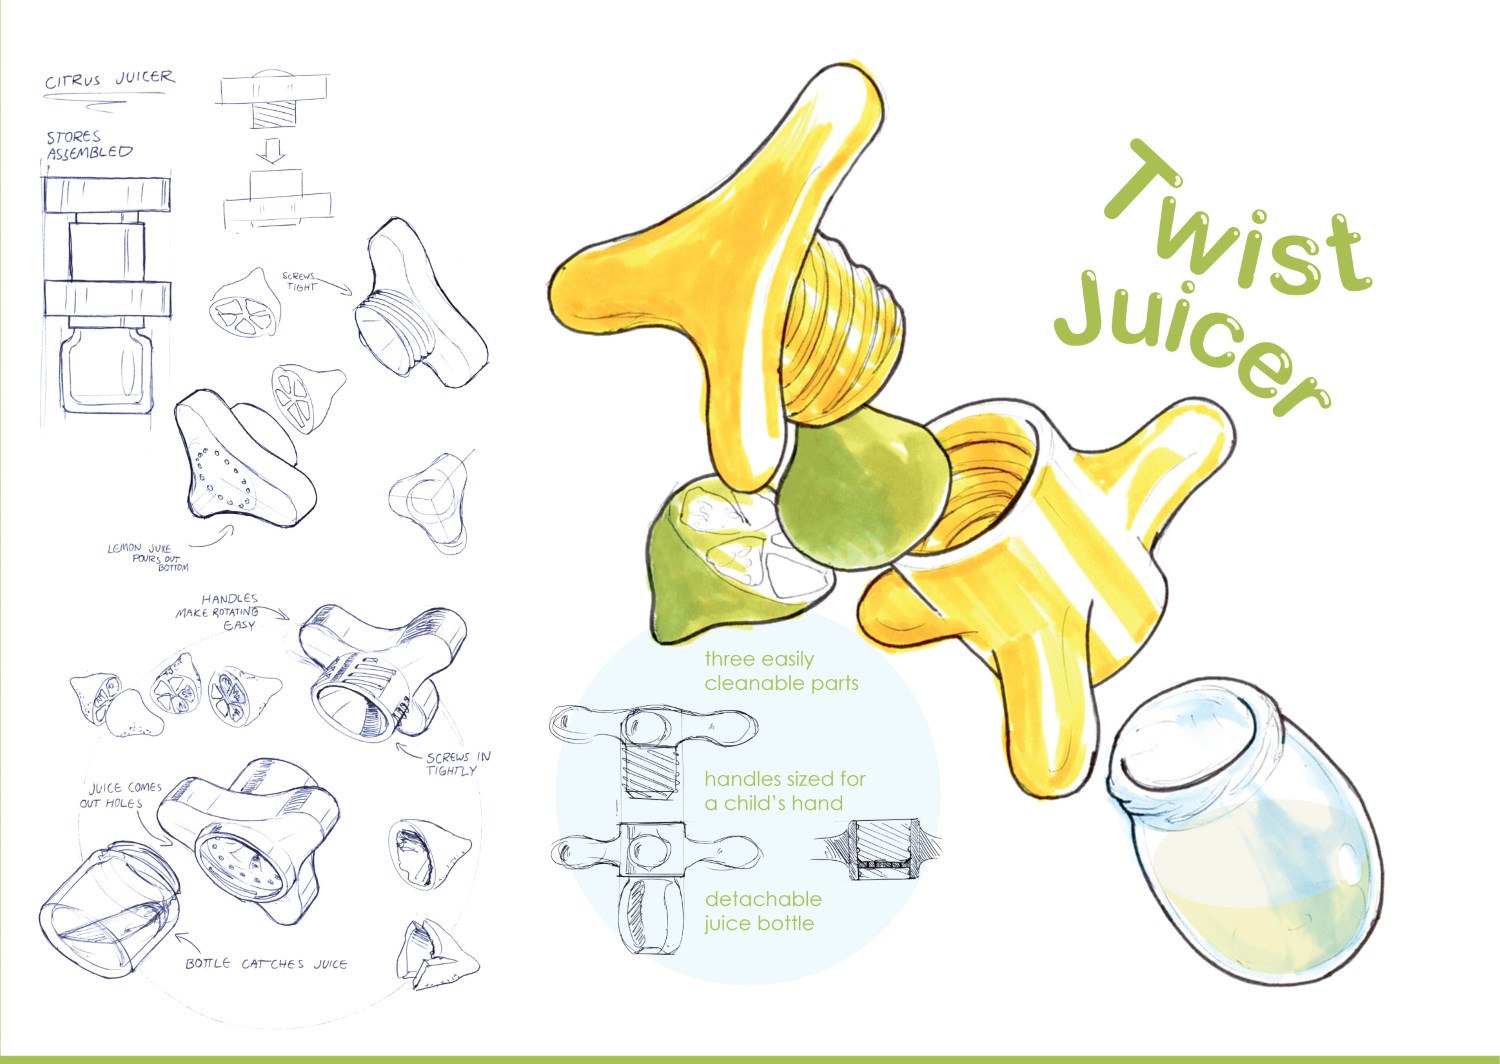 CITRUS JUICER
STORES
ASSEMBLED
SCREWS
TIGHT
LEMON JUICE
POURS OUT
BOTTOM
HANDLES
MAKE ROTATING
EASY
SCREWS IN
TIGHTLY
JUICE COMES
OUT HOLES
BOTTLE CATCHES JUICE
three easily
cleanable parts
handles sized for
a child's hand
detachable
juice bottle
Twist
Juicer